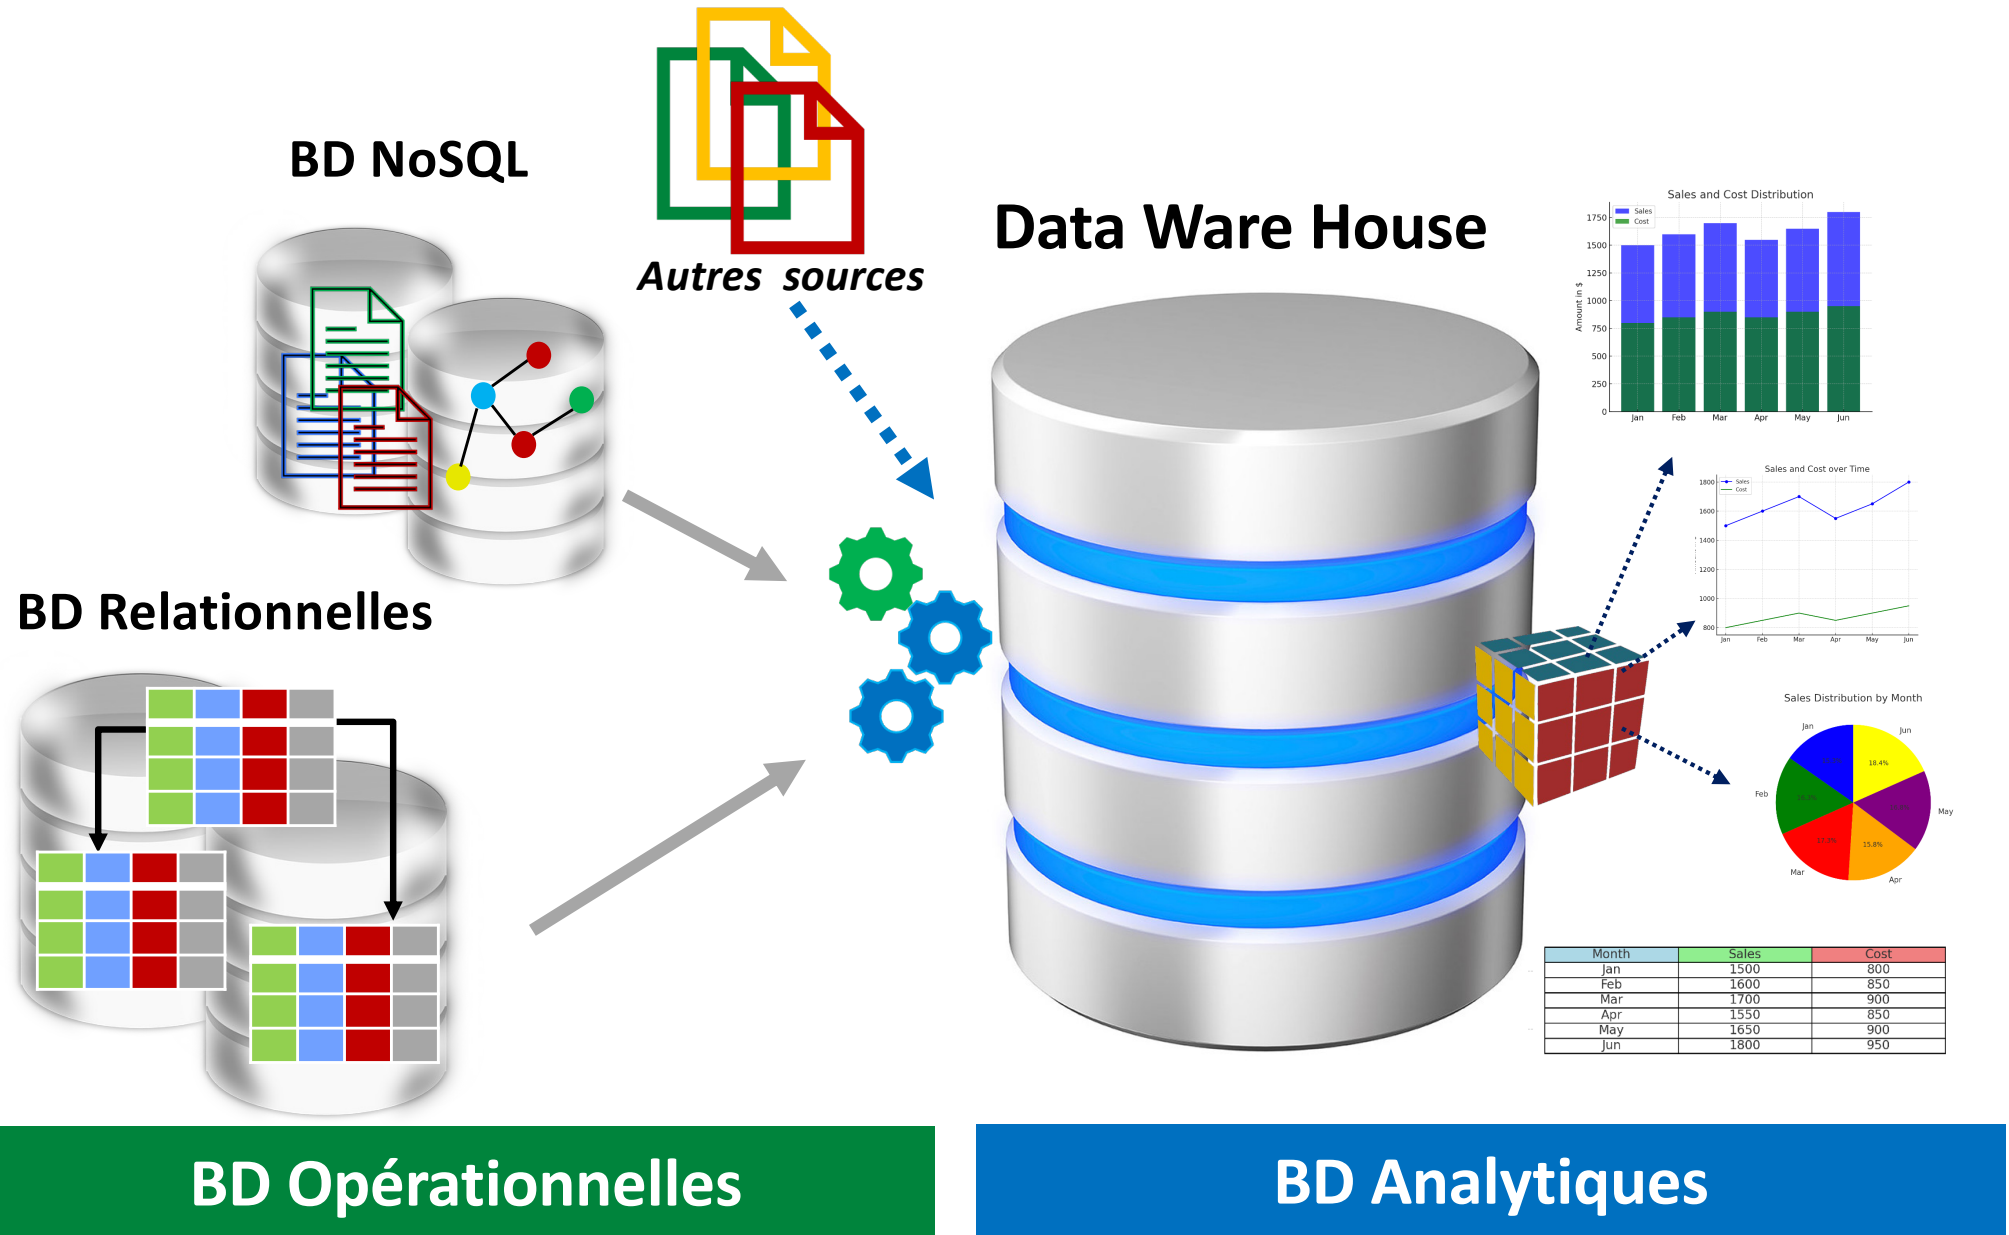 BD NoSQL
Autres sources
BD Relationnelles
Data Ware House
Sales and Cost Distribution
Sales
Cost
Amount in $
1750
1500
1250
1000
750
500
250
0
Jan Feb Mar Apr May Jun
Sales and Cost over Time
Sales
Cost
1800
1600
1400
1200
1000
800
Jan Feb Mar Apr May Jun
Sales Distribution by Month
Jan
Jun
18.4%
Feb
May
15.8%
Mar
Apr
Month Sales Cost
Jan 1500 800
Feb 1600 850
Mar 1700 900
Apr 1550 850
May 1650 900
Jun 1800 950
BD Opérationnelles
BD Analytiques